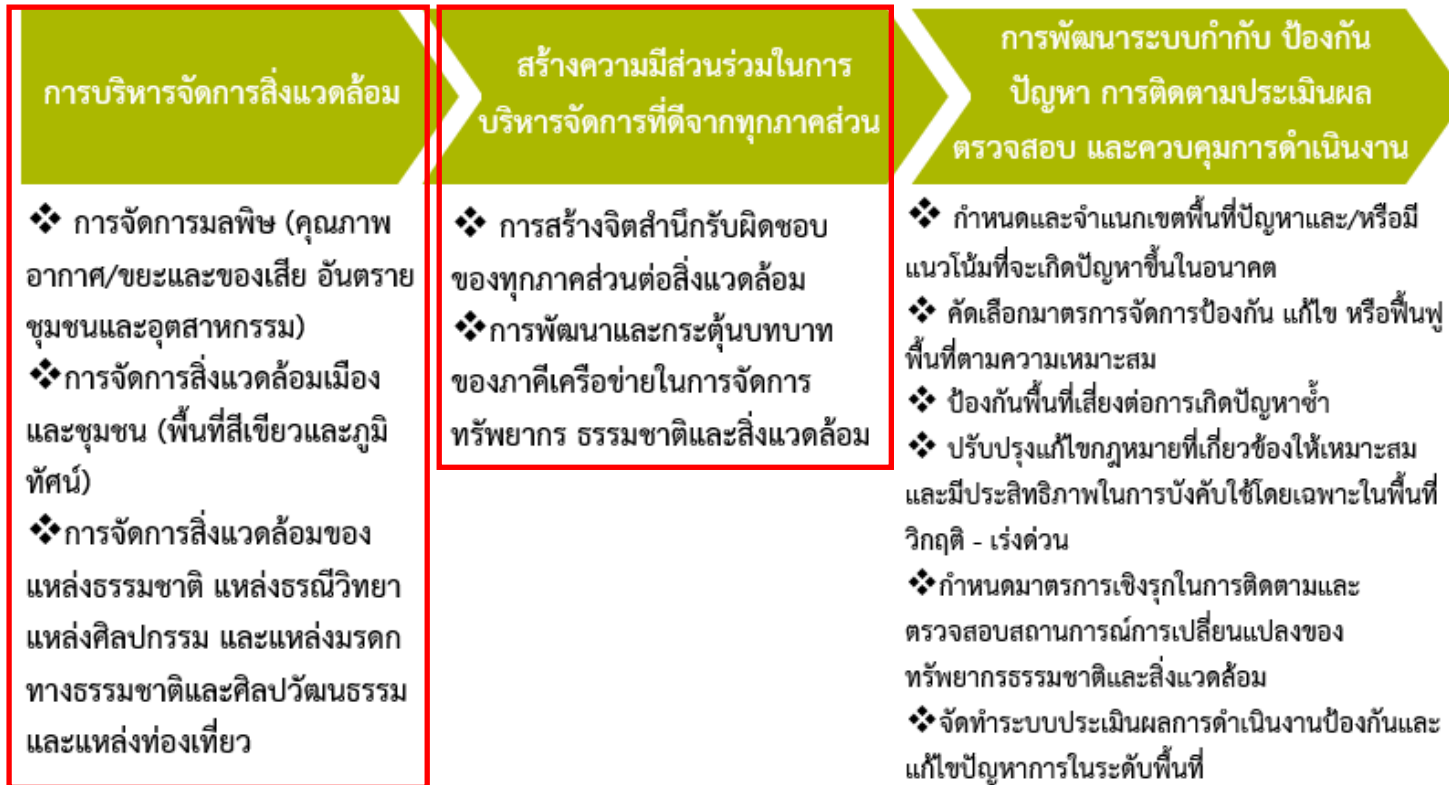 การบริหารจัดการสิ่งแวดล้อม
❖ การจัดการมลพิษ (คุณภาพ
อากาศ/ขยะและของเสีย อันตราย
ชุมชนและอุตสาหกรรม)
❖การจัดการสิ่งแวดล้อมเมือง
และชุมชน (พื้นที่สีเขียวและภูมิ
ทัศน์)
❖การจัดการสิ่งแวดล้อมของ
แหล่งธรรมชาติ แหล่งธรณีวิทยา
แหล่งศิลปกรรม และแหล่งมรดก
ทางธรรมชาติและศิลปวัฒนธรรม
และแหล่งท่องเที่ยว
สร้างความมีส่วนร่วมในการ
บริหารจัดการที่ดีจากทุกภาคส่วน
❖ การสร้างจิตสำนึกรับผิดชอบ
ของทุกภาคส่วนต่อสิ่งแวดล้อม
❖การพัฒนาและกระตุ้นบทบาท
ของภาคีเครือข่ายในการจัดการ
ทรัพยากร ธรรมชาติและสิ่งแวดล้อม
การพัฒนาระบบกำกับ ป้องกัน
ปัญหา การติดตามประเมินผล
ตรวจสอบ และควบคุมการดำเนินงาน
❖ กำหนดและจำแนกเขตพื้นที่ปัญหาและ/หรือมี
แนวโน้มที่จะเกิดปัญหาขึ้นในอนาคต
❖ คัดเลือกมาตรการจัดการป้องกัน แก้ไข หรือฟื้นฟู
พื้นที่ตามความเหมาะสม
❖ ป้องกันพื้นที่เสี่ยงต่อการเกิดปัญหาซ้ำ
❖ ปรับปรุงแก้ไขกฎหมายที่เกี่ยวข้องให้เหมาะสม
และมีประสิทธิภาพในการบังคับใช้โดยเฉพาะในพื้นที่
วิกฤติ - เร่งด่วน
❖กำหนดมาตรการเชิงรุกในการติดตามและ
ตรวจสอบสถานการณ์การเปลี่ยนแปลงของ
ทรัพยากรธรรมชาติและสิ่งแวดล้อม
❖จัดทำระบบประเมินผลการดำเนินงานป้องกันและ
แก้ไขปัญหาการในระดับพื้นที่